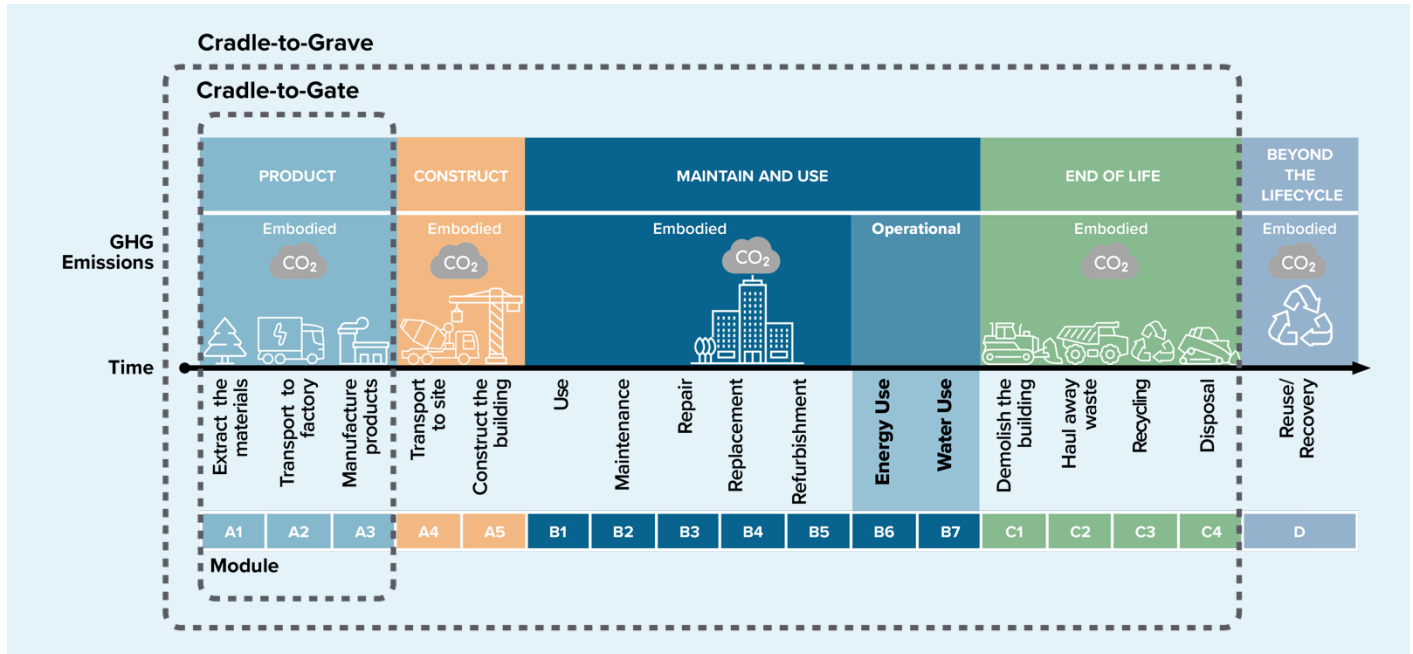 Cradle-to-Grave
Cradle-to-Gate
PRODUCT
CONSTRUCT
MAINTAIN AND USE
END OF LIFE
BEYOND
THE
LIFECYCLE
GHG
Emissions
Embodied
CO2
Embodied
CO2
Embodied
CO2
Operational
Embodied
CO2
Embodied
CO2
Time
Extract the
materials
Transport to
factory
Manufacture
products
Transport
to site
Construct the
building
Use
Maintenance
Repair
Replacement
Refurbishment
Energy Use
Water Use
Demolish the
building
Haul away
waste
Recycling
Disposal
Reuse/
Recovery
A1
A2
A3
A4
A5
B1
B2
B3
B4
B5
B6
B7
C1
C2
C3
C4
D
Module